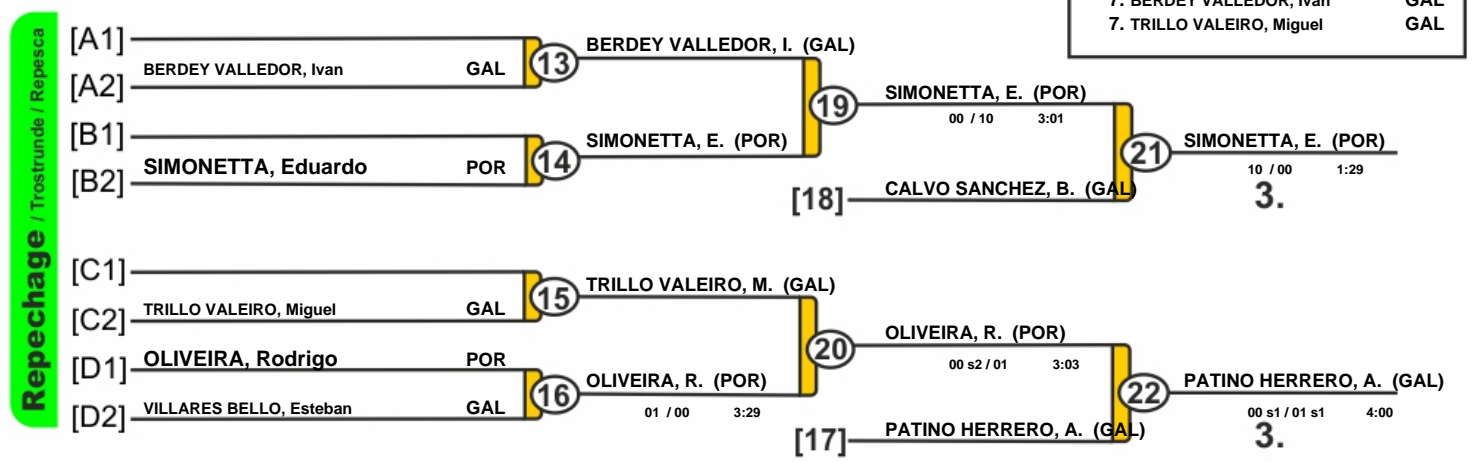 7. BERDEY VALLEDOR, Ivan GAL
7. TRILLO VALEIRO, Miguel GAL
Repechage / Trostrunde / Repesca
[A1]
BERDEY VALLEDOR, Ivan GAL
[A2]
13
BERDEY VALLEDOR, I. (GAL)
[B1]
SIMONETTA, Eduardo POR
[B2]
14
SIMONETTA, E. (POR)
19
SIMONETTA, E. (POR)
00 / 10 3:01
[18]
CALVO SANCHEZ, B. (GAL)
21
SIMONETTA, E. (POR)
10 / 00 1:29
3.
[C1]
TRILLO VALEIRO, Miguel GAL
[C2]
15
TRILLO VALEIRO, M. (GAL)
[D1]
OLIVEIRA, Rodrigo POR
VILLARES BELLO, Esteban GAL
[D2]
16
OLIVEIRA, R. (POR)
01 / 00 3:29
20
OLIVEIRA, R. (POR)
00 s2 / 01 3:03
[17]
PATINO HERRERO, A. (GAL)
22
PATINO HERRERO, A. (GAL)
00 s1 / 01 s1 4:00
3.